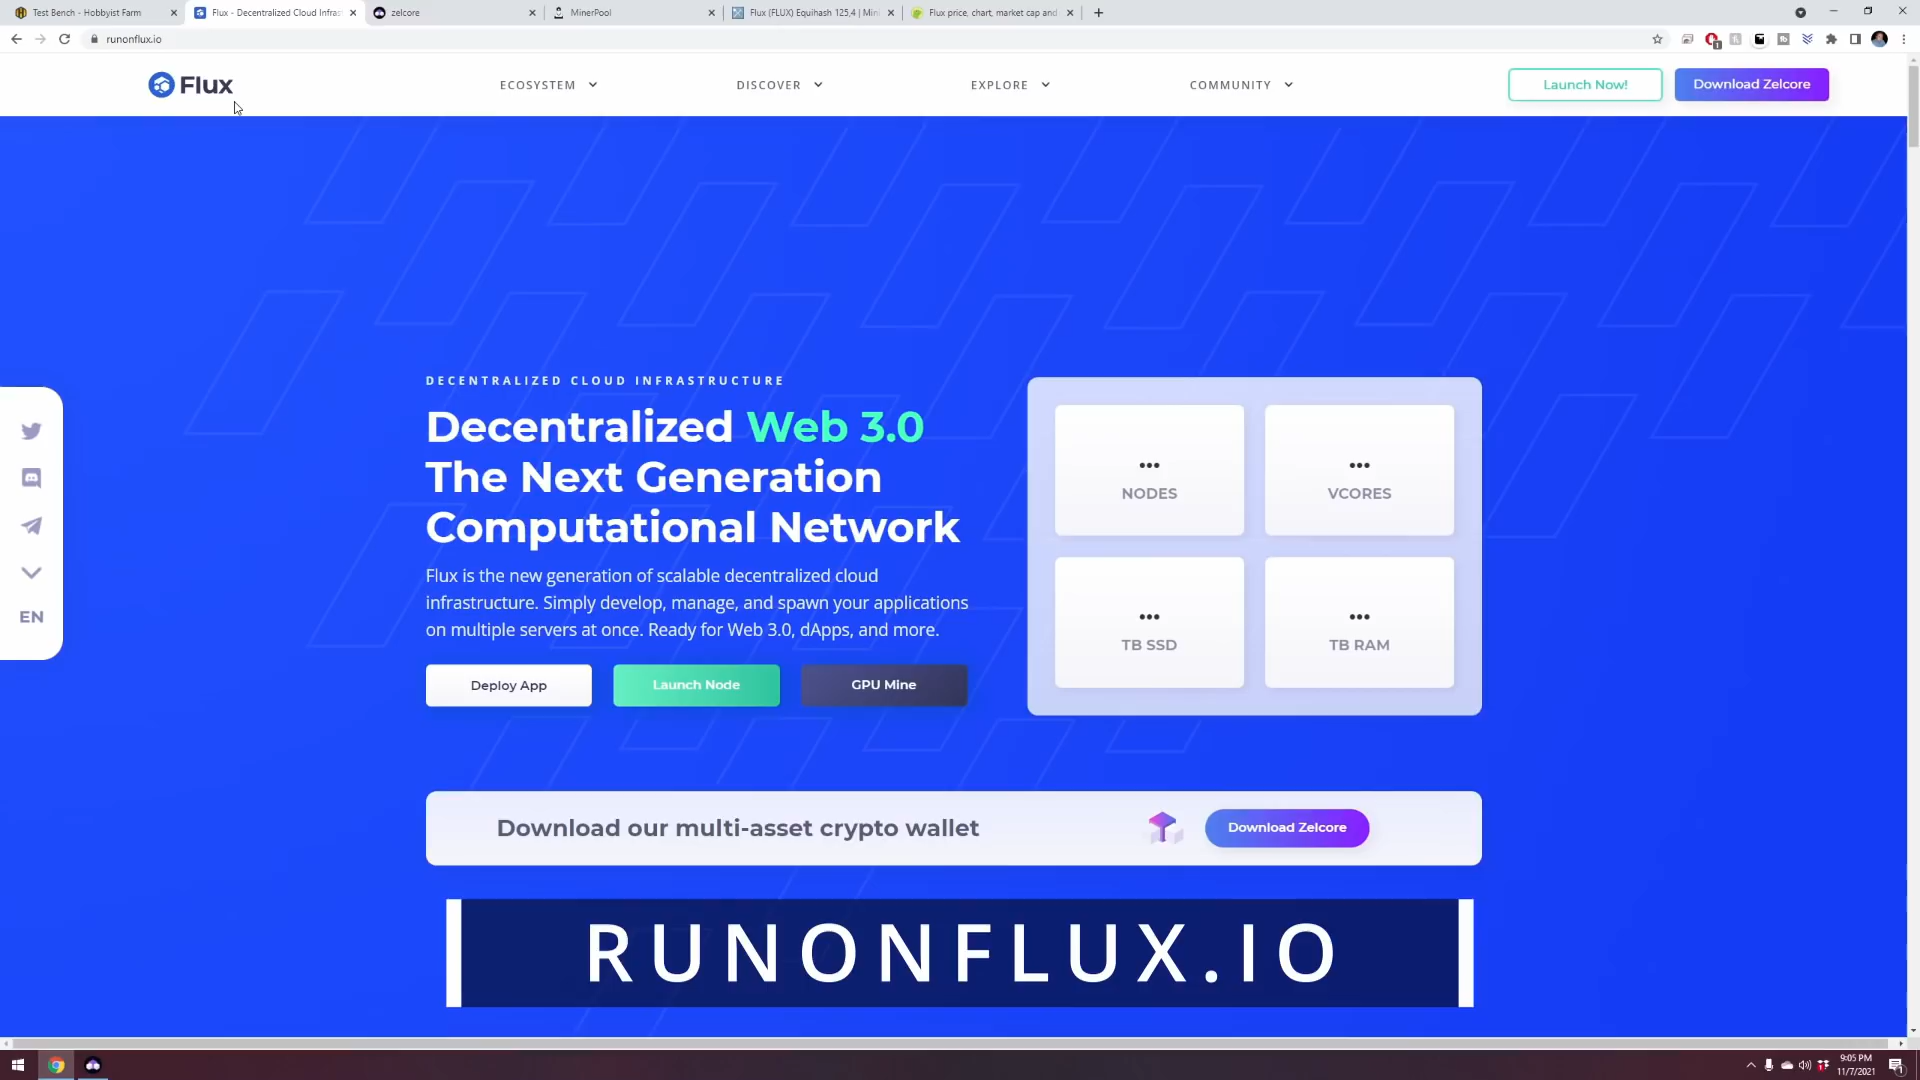 Test Bench - Hobbyist Farm
Flux - Decentralized Cloud Infras
zelcore
MinerPool
Flux (FLUX) Equihash 125,4 | Mini
Flux price, chart, market cap and
runonflux.io
Flux
ECOSYSTEM
DISCOVER
EXPLORE
COMMUNITY
Launch Now!
Download Zelcore
DECENTRALIZED CLOUD INFRASTRUCTURE
Decentralized Web 3.0
The Next Generation
Computational Network
Flux is the new generation of scalable decentralized cloud
infrastructure. Simply develop, manage, and spawn your applications
on multiple servers at once. Ready for Web 3.0, dApps, and more.
Deploy App
Launch Node
GPU Mine
...
NODES
...
VCORES
...
TB SSD
...
TB RAM
EN
Download our multi-asset crypto wallet
Download Zelcore
RUNONFLUX.IO
9:05 PM
11/7/2021